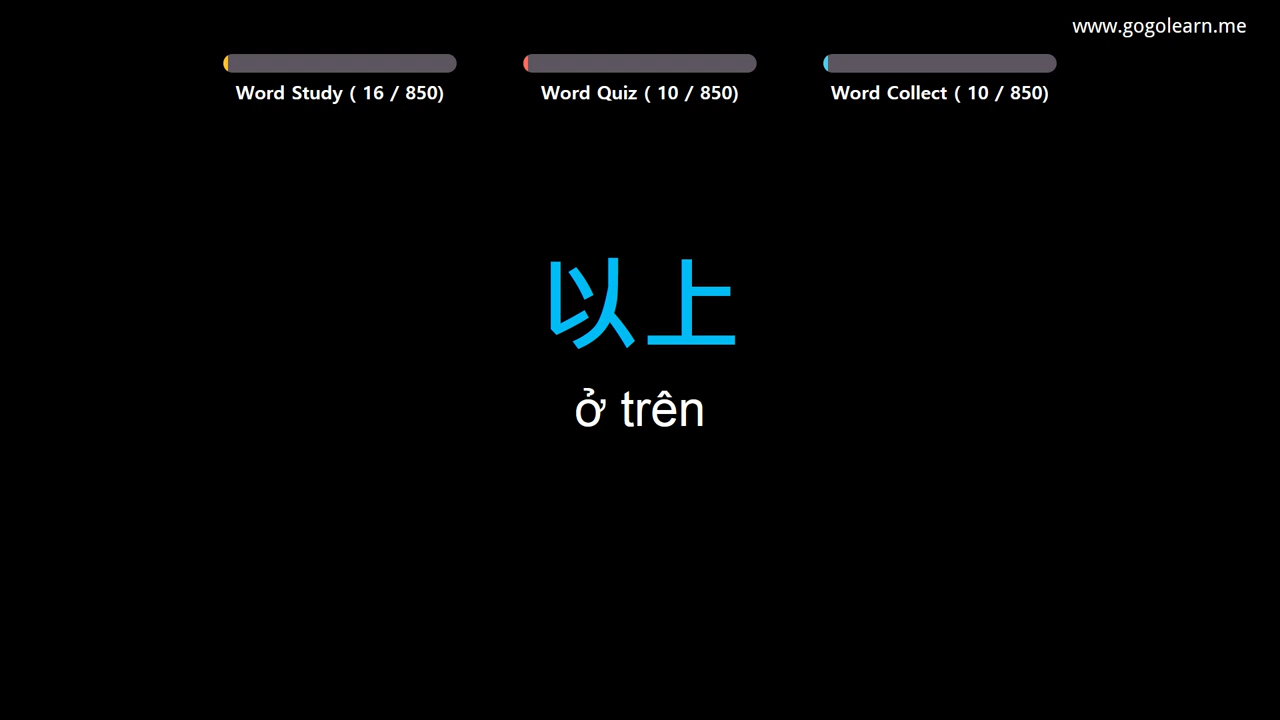 www.gogolearn.me
Word Study ( 16 / 850)
Word Quiz ( 10 / 850)
Word Collect ( 10 / 850)
以上
ở trên